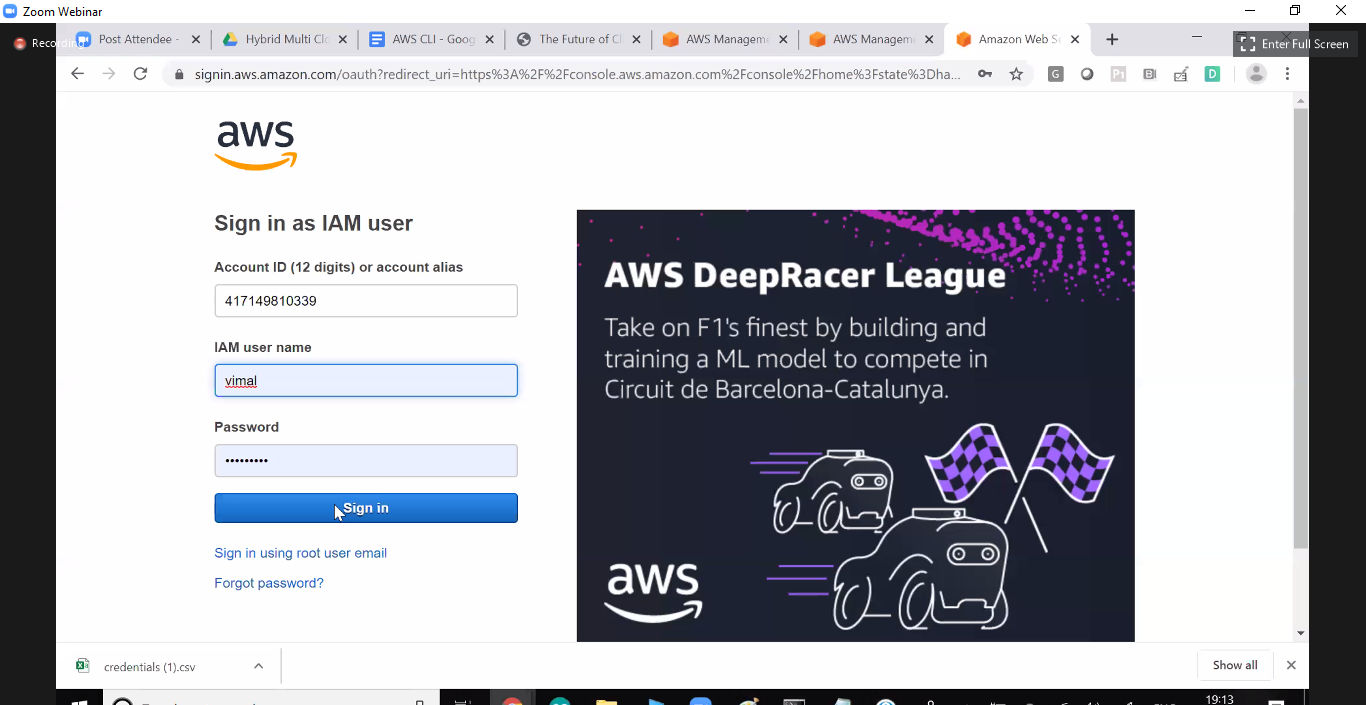 Zoom Webinar
Recording
Post Attendee -
Hybrid Multi Clo
AWS CLI - Goog
The Future of C
AWS Managem
AWS Managem
Amazon Web S
Enter Full Screen
signin.aws.amazon.com/oauth?redirect_uri=https%3A%2F%2Fconsole.aws.amazon.com%2Fconsole%2Fhome%3Fstate%3Dha...
aws
Sign in as IAM user
Account ID (12 digits) or account alias
417149810339
IAM user name
vimal
Password
•••••••••
Sign in
Sign in using root user email
Forgot password?
AWS DeepRacer League
Take on F1's finest by building and
training a ML model to compete in
Circuit de Barcelona-Catalunya.
aws
credentials (1).csv
Show all
19:13